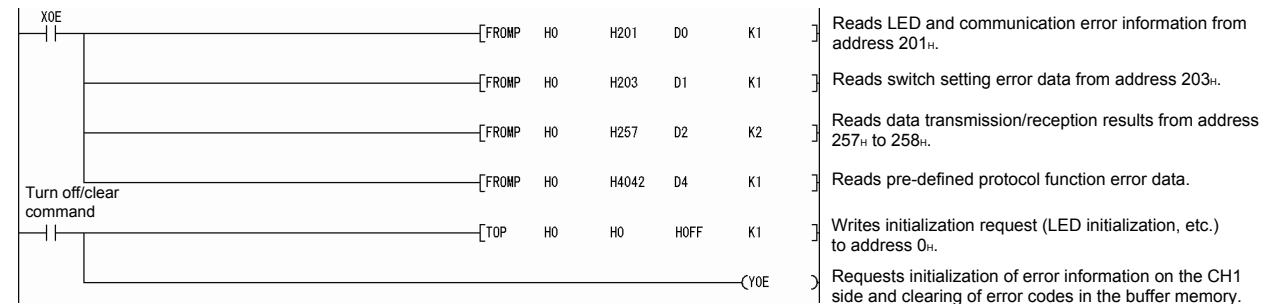 X0E
[FROMP H0 H201 D0 K1 ]
Reads LED and communication error information from
address 201H.
[FROMP H0 H203 D1 K1 ]
Reads switch setting error data from address 203H.
[FROMP H0 H257 D2 K2 ]
Reads data transmission/reception results from address
257H to 258H.
[FROMP H0 H4042 D4 K1 ]
Reads pre-defined protocol function error data.
Turn off/clear
command
[TOP H0 H0 H0FF K1 ]
Writes initialization request (LED initialization, etc.)
to address 0H.
(Y0E )
Requests initialization of error information on the CH1
side and clearing of error codes in the buffer memory.